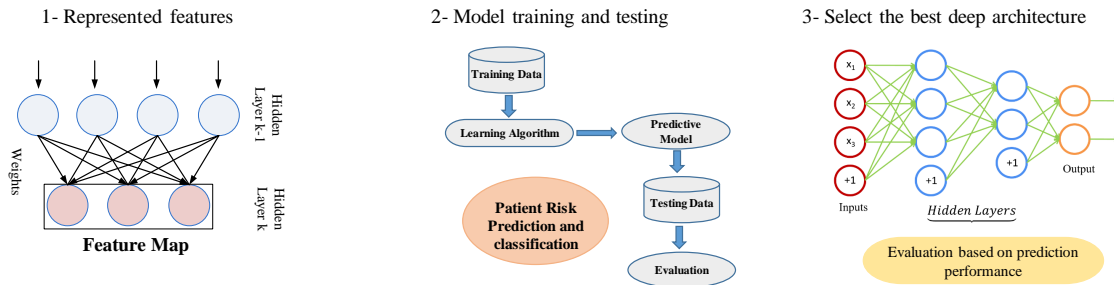 1- Represented features
Hidden
Layer k-1
Weights
Hidden
Layer k
Feature Map
2- Model training and testing
Training Data
Learning Algorithm
Predictive
Model
Testing Data
Patient Risk
Prediction and
classification
Evaluation
3- Select the best deep architecture
x1
x2
x3
+1
+1
+1
Inputs
Hidden Layers
Output
Evaluation based on prediction
performance